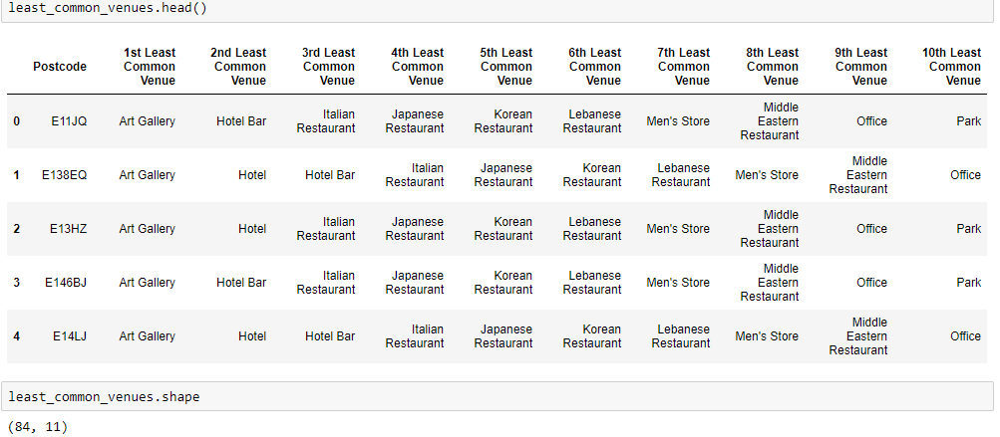 least_common_venues.head()
Postcode 1st Least Common Venue 2nd Least Common Venue 3rd Least Common Venue 4th Least Common Venue 5th Least Common Venue 6th Least Common Venue 7th Least Common Venue 8th Least Common Venue 9th Least Common Venue 10th Least Common Venue
0 E11JQ Art Gallery Hotel Bar Italian Restaurant Japanese Restaurant Korean Restaurant Lebanese Restaurant Men's Store Middle Eastern Restaurant Office Park
1 E138EQ Art Gallery Hotel Hotel Bar Italian Restaurant Japanese Restaurant Korean Restaurant Lebanese Restaurant Men's Store Middle Eastern Restaurant Office
2 E13HZ Art Gallery Hotel Italian Restaurant Japanese Restaurant Korean Restaurant Lebanese Restaurant Men's Store Middle Eastern Restaurant Office Park
3 E146BJ Art Gallery Hotel Bar Italian Restaurant Japanese Restaurant Korean Restaurant Lebanese Restaurant Men's Store Middle Eastern Restaurant Office Park
4 E14LJ Art Gallery Hotel Hotel Bar Italian Restaurant Japanese Restaurant Korean Restaurant Lebanese Restaurant Men's Store Middle Eastern Restaurant Office
least_common_venues.shape
(84, 11)